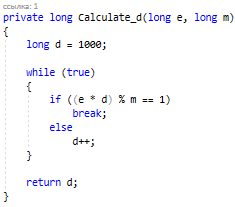 ссылка: 1
private long Calculate_d(long e, long m)
{
long d = 1000;
while (true)
{
if ((e * d) % m == 1)
break;
else
d++;
}
return d;
}